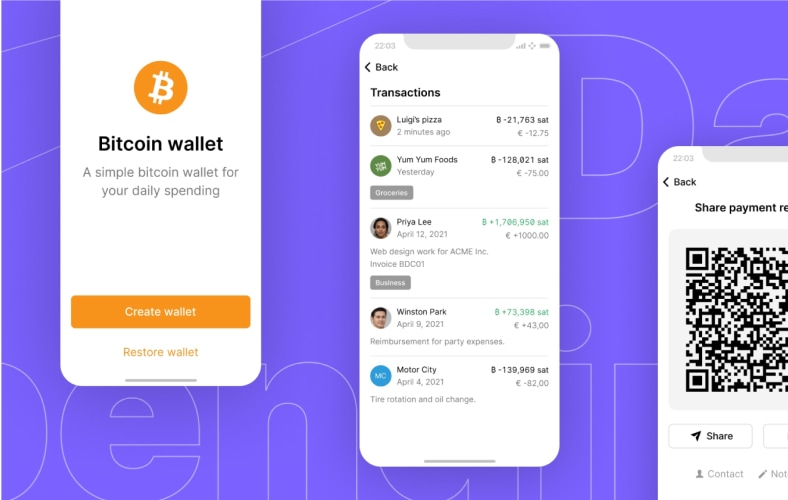 Bitcoin wallet
A simple bitcoin wallet for
your daily spending
Create wallet
Restore wallet
22:03
Back
Transactions
Luigi's pizza
₿ -21,763 sat
2 minutes ago
€ -12.75
YUM
YUM
Yum Yum Foods
₿ -128,021 sat
Yesterday
€ -75.00
Groceries
Priya Lee
₿ +1,706,950 sat
April 12, 2021
€ +1000.00
Web design work for ACME Inc.
Invoice BDC01
Business
Winston Park
₿ +73,398 sat
April 9, 2021
€ +43,00
Reimbursement for party expenses.
MC
Motor City
₿ -139,969 sat
April 4, 2021
€ -82,00
Tire rotation and oil change.
22:03
Back
Share payment re
Share
Contact
Not